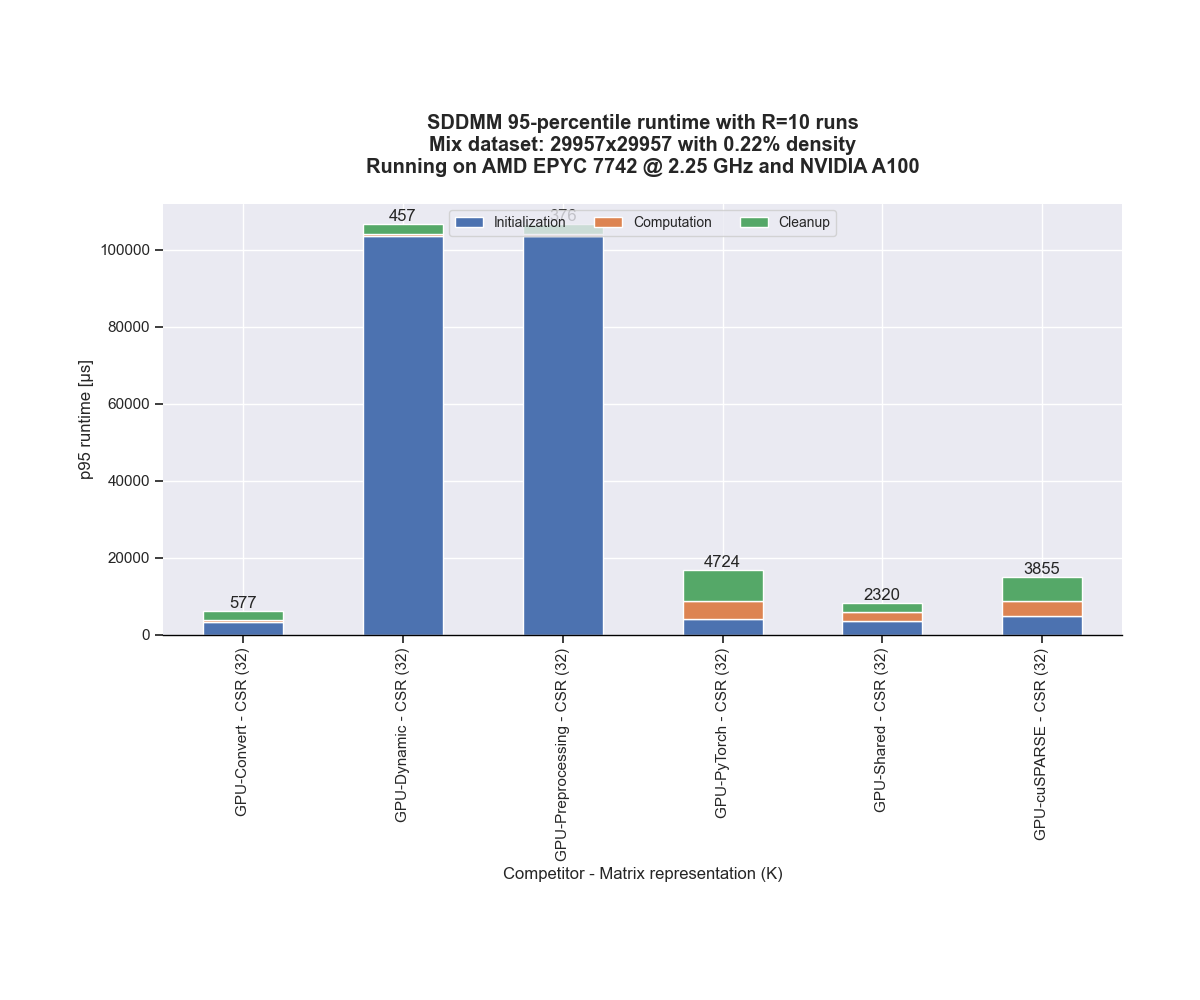 SDDMM 95-percentile runtime with R=10 runs
Mix dataset: 29957x29957 with 0.22% density
Running on AMD EPYC 7742 @ 2.25 GHz and NVIDIA A100
457
376
Initialization
Computation
Cleanup
100000
80000
60000
40000
20000
0
p95 runtime [µs]
577
4724
2320
3855
GPU-Convert - CSR (32)
GPU-Dynamic - CSR (32)
GPU-Preprocessing - CSR (32)
GPU-PyTorch - CSR (32)
GPU-Shared - CSR (32)
GPU-cuSPARSE - CSR (32)
Competitor - Matrix representation (K)